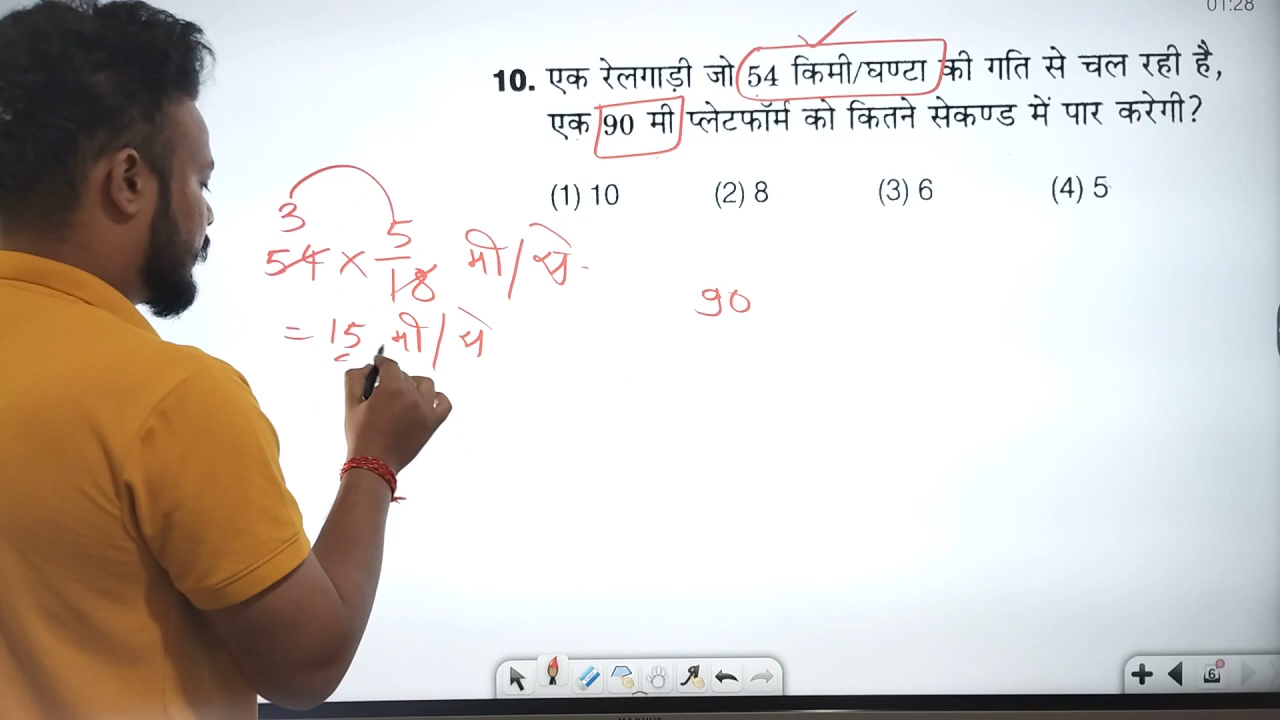 01:28
10. एक रेलगाड़ी जो 54 किमी/घण्टा की गति से चल रही है,
एक 90 मी प्लेटफॉर्म को कितने सेकण्ड में पार करेगी?
(1) 10 (2) 8 (3) 6 (4) 5
3
54 × 5/18 मी/से.
90
= 15 मी/से
6